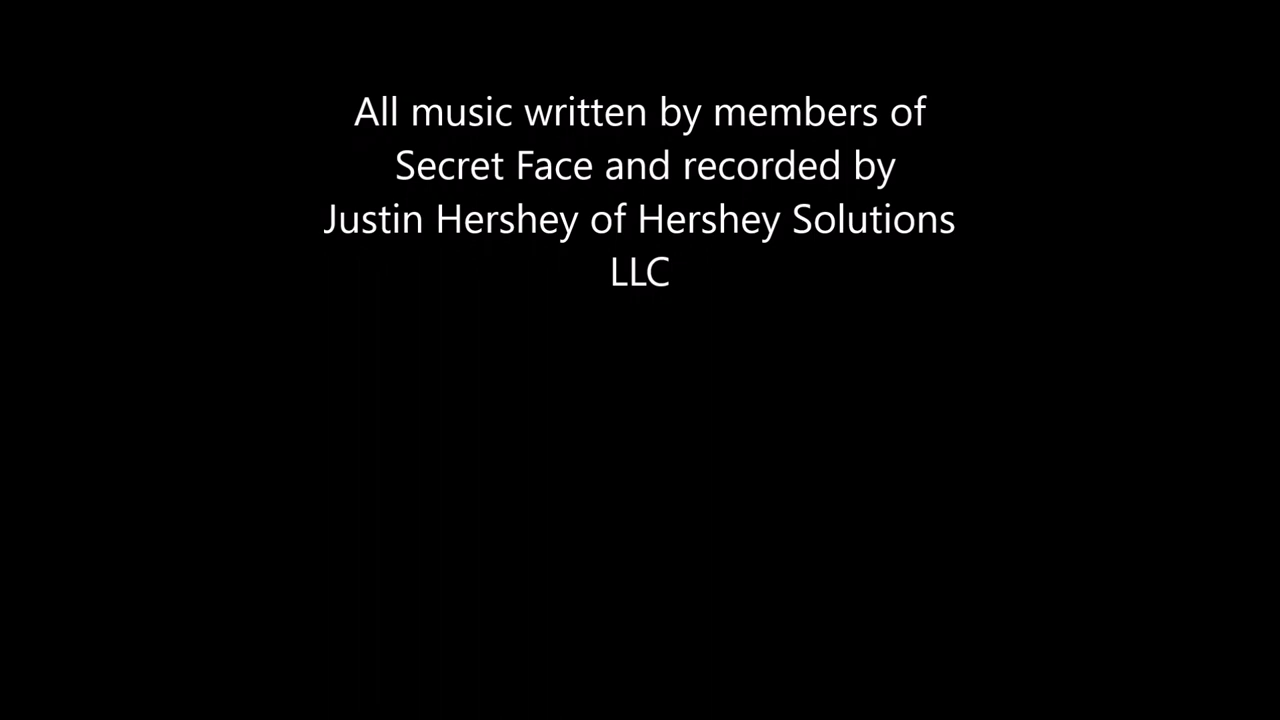 All music written by members of
Secret Face and recorded by
Justin Hershey of Hershey Solutions
LLC